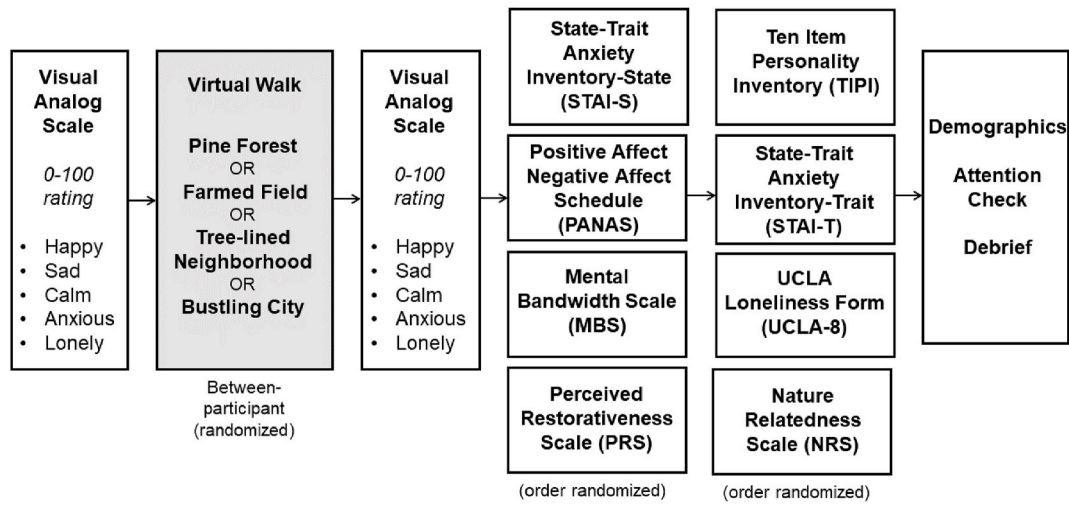 Visual
Analog
Scale
0-100
rating
• Happy
• Sad
• Calm
• Anxious
• Lonely
Virtual Walk
Pine Forest
OR
Farmed Field
OR
Tree-lined
Neighborhood
OR
Bustling City
Between-
participant
(randomized)
Visual
Analog
Scale
0-100
rating
• Happy
• Sad
• Calm
• Anxious
• Lonely
State-Trait
Anxiety
Inventory-State
(STAI-S)
Positive Affect
Negative Affect
Schedule
(PANAS)
Mental
Bandwidth Scale
(MBS)
Perceived
Restorativeness
Scale (PRS)
(order randomized)
Ten Item
Personality
Inventory (TIPI)
State-Trait
Anxiety
Inventory-Trait
(STAI-T)
UCLA
Loneliness Form
(UCLA-8)
Nature
Relatedness
Scale (NRS)
(order randomized)
Demographics
Attention
Check
Debrief